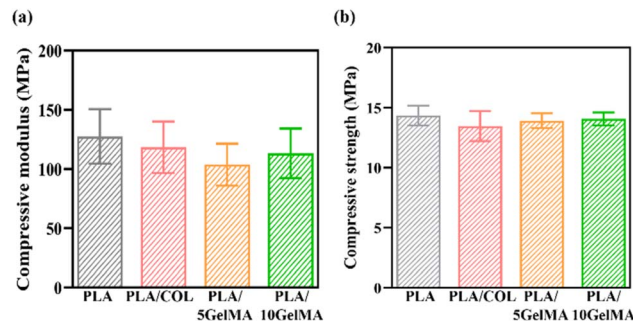 (a)
Compressive modulus (MPa)
200
150
100
50
0
PLA PLA/COL PLA/ PLA/
5GelMA 10GelMA
(b)
Compressive strength (MPa)
20
15
10
5
0
PLA PLA/COL PLA/ PLA/
5GelMA 10GelMA